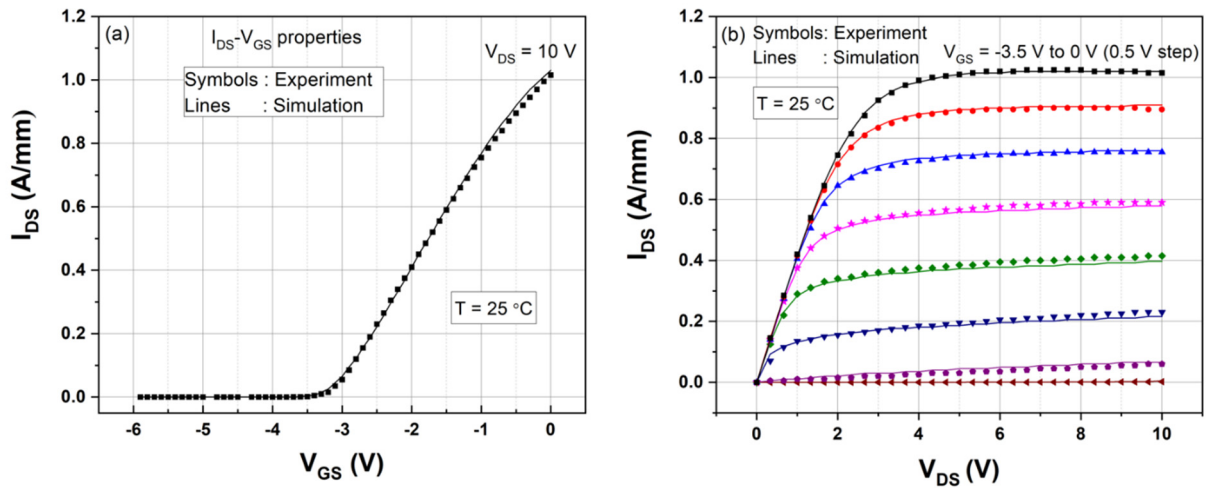 (a)
I_DS-V_GS properties
V_DS = 10 V
Symbols : Experiment
Lines : Simulation
T = 25 °C
1.2
1.0
0.8
0.6
0.4
0.2
0.0
I_DS (A/mm)
-6 -5 -4 -3 -2 -1 0
V_GS (V)
(b)
Symbols: Experiment
Lines : Simulation
V_GS = -3.5 V to 0 V (0.5 V step)
T = 25 °C
1.2
1.0
0.8
0.6
0.4
0.2
0.0
I_DS (A/mm)
0 2 4 6 8 10
V_DS (V)